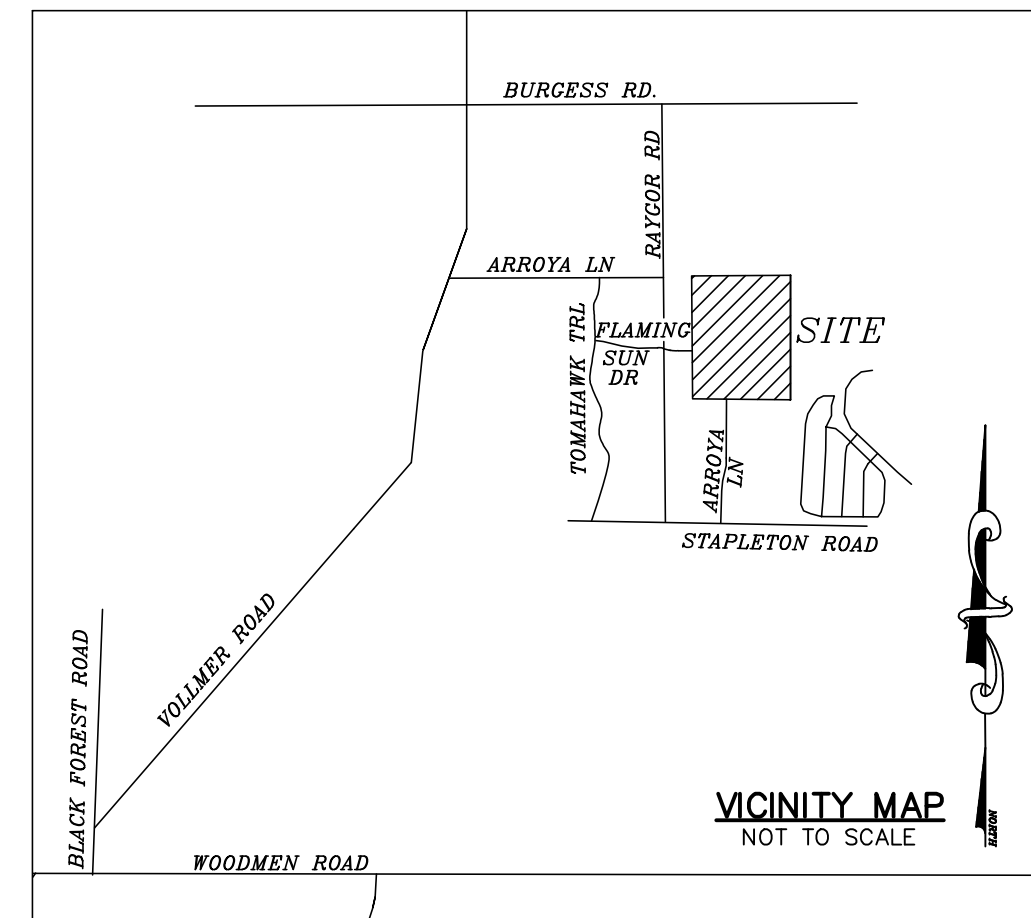 BURGESS RD.
RAYGOR RD
ARROYA LN
TOMAHAWK TRL
FLAMING
SUN
DR
SITE
ARROYA
LN
STAPLETON ROAD
VOLLMER ROAD
BLACK FOREST ROAD
WOODMEN ROAD
VICINITY MAP
NOT TO SCALE
NORTH